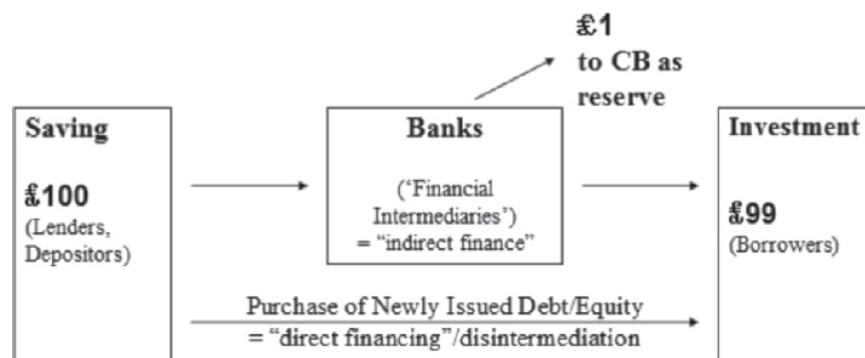 £1
to CB as
reserve
Saving
£100
(Lenders,
Depositors)
Banks
(‘Financial
Intermediaries’)
= “indirect finance”
Investment
£99
(Borrowers)
Purchase of Newly Issued Debt/Equity
= “direct financing”/disintermediation